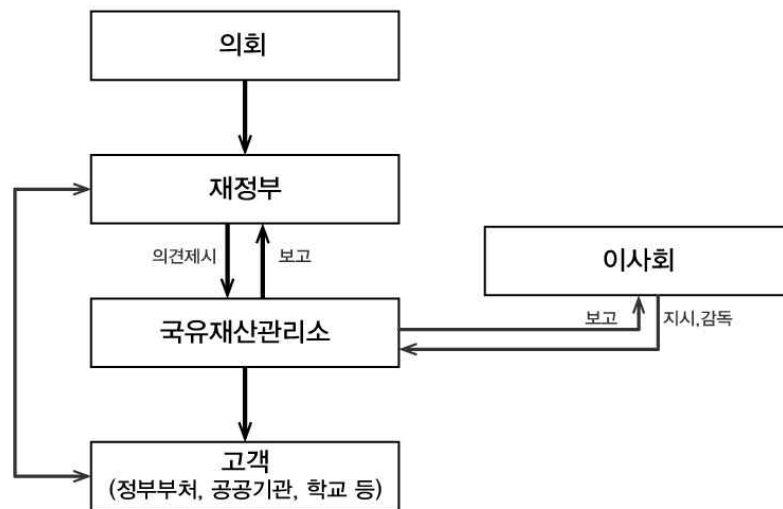 의회
재정부
의견제시
보고
이사회
국유재산관리소
보고
지시,감독
고객
(정부부처, 공공기관, 학교 등)